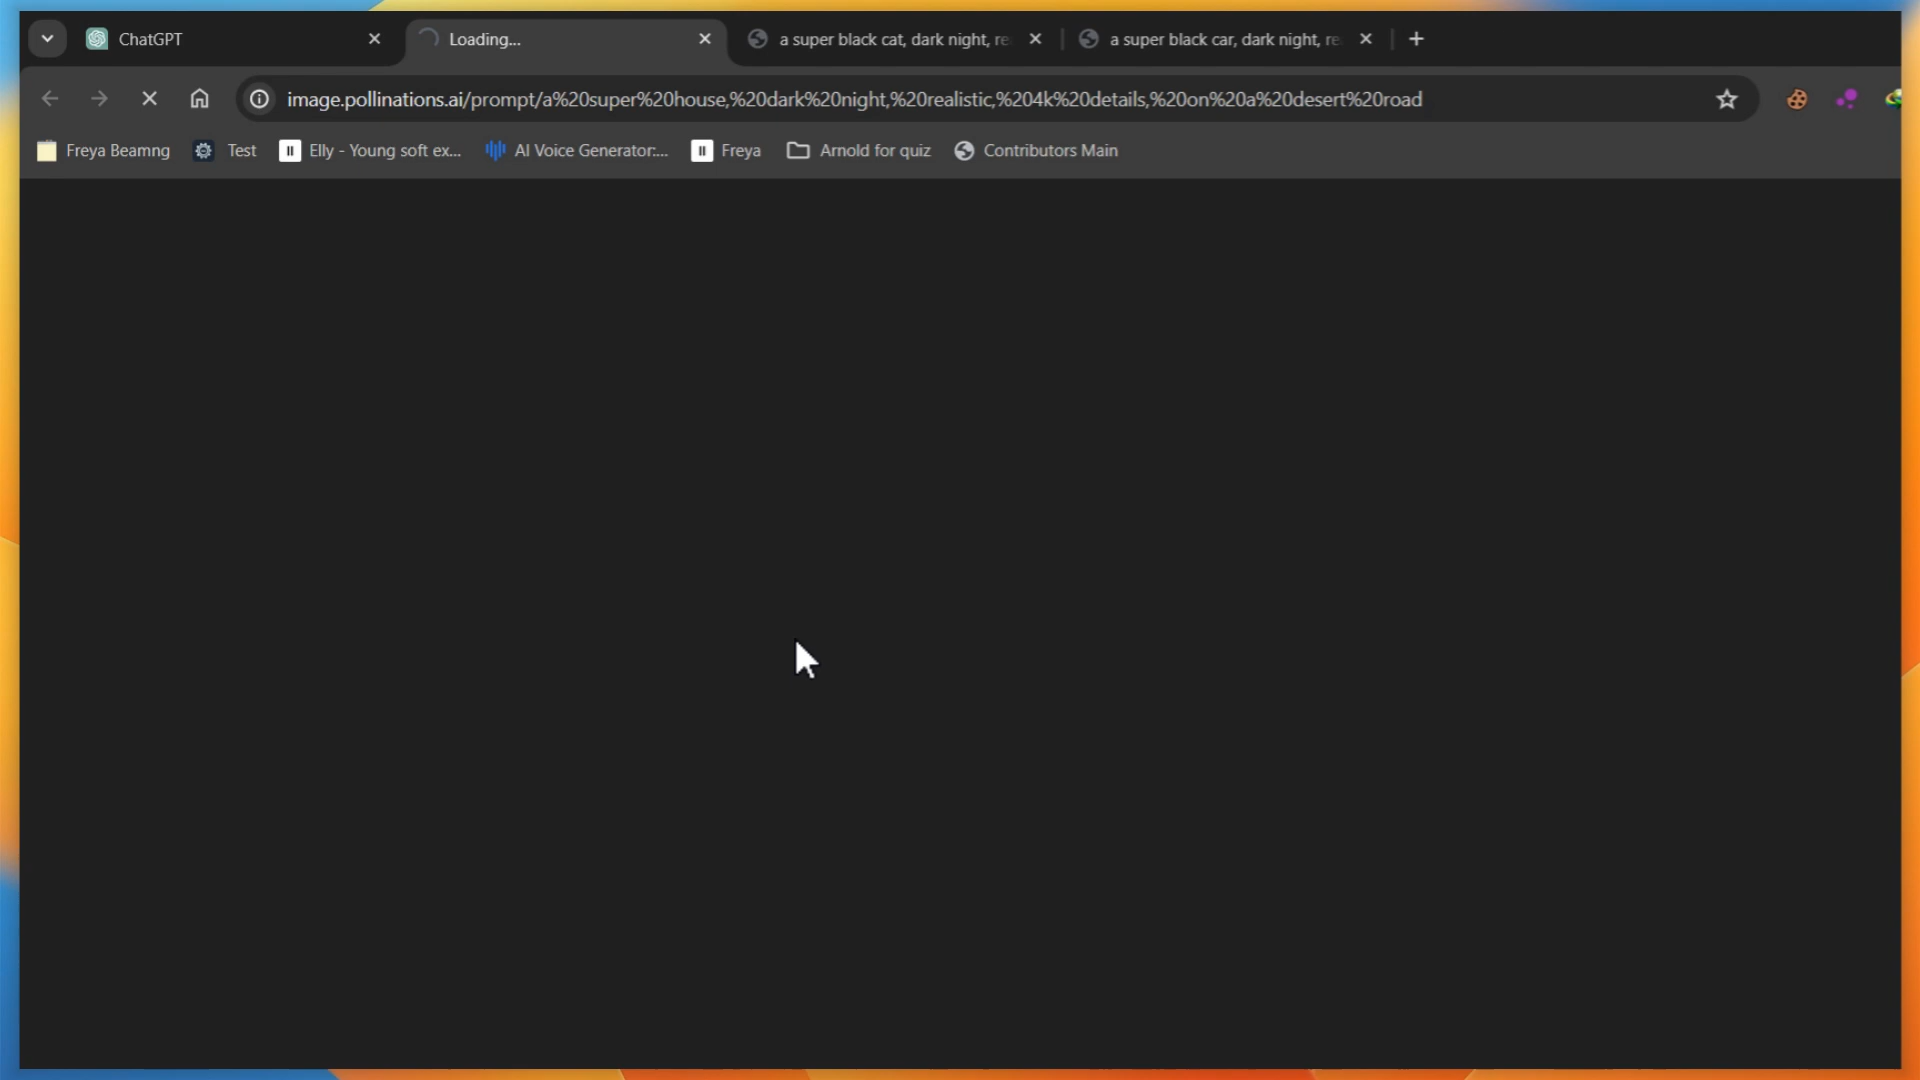 ChatGPT
Loading...
a super black cat, dark night, re
a super black car, dark night, re
image.pollinations.ai/prompt/a%20super%20house,%20dark%20night,%20realistic,%204k%20details,%20on%20a%20desert%20road
Freya Beamng
Test
Elly - Young soft ex...
AI Voice Generator:...
Freya
Arnold for quiz
Contributors Main